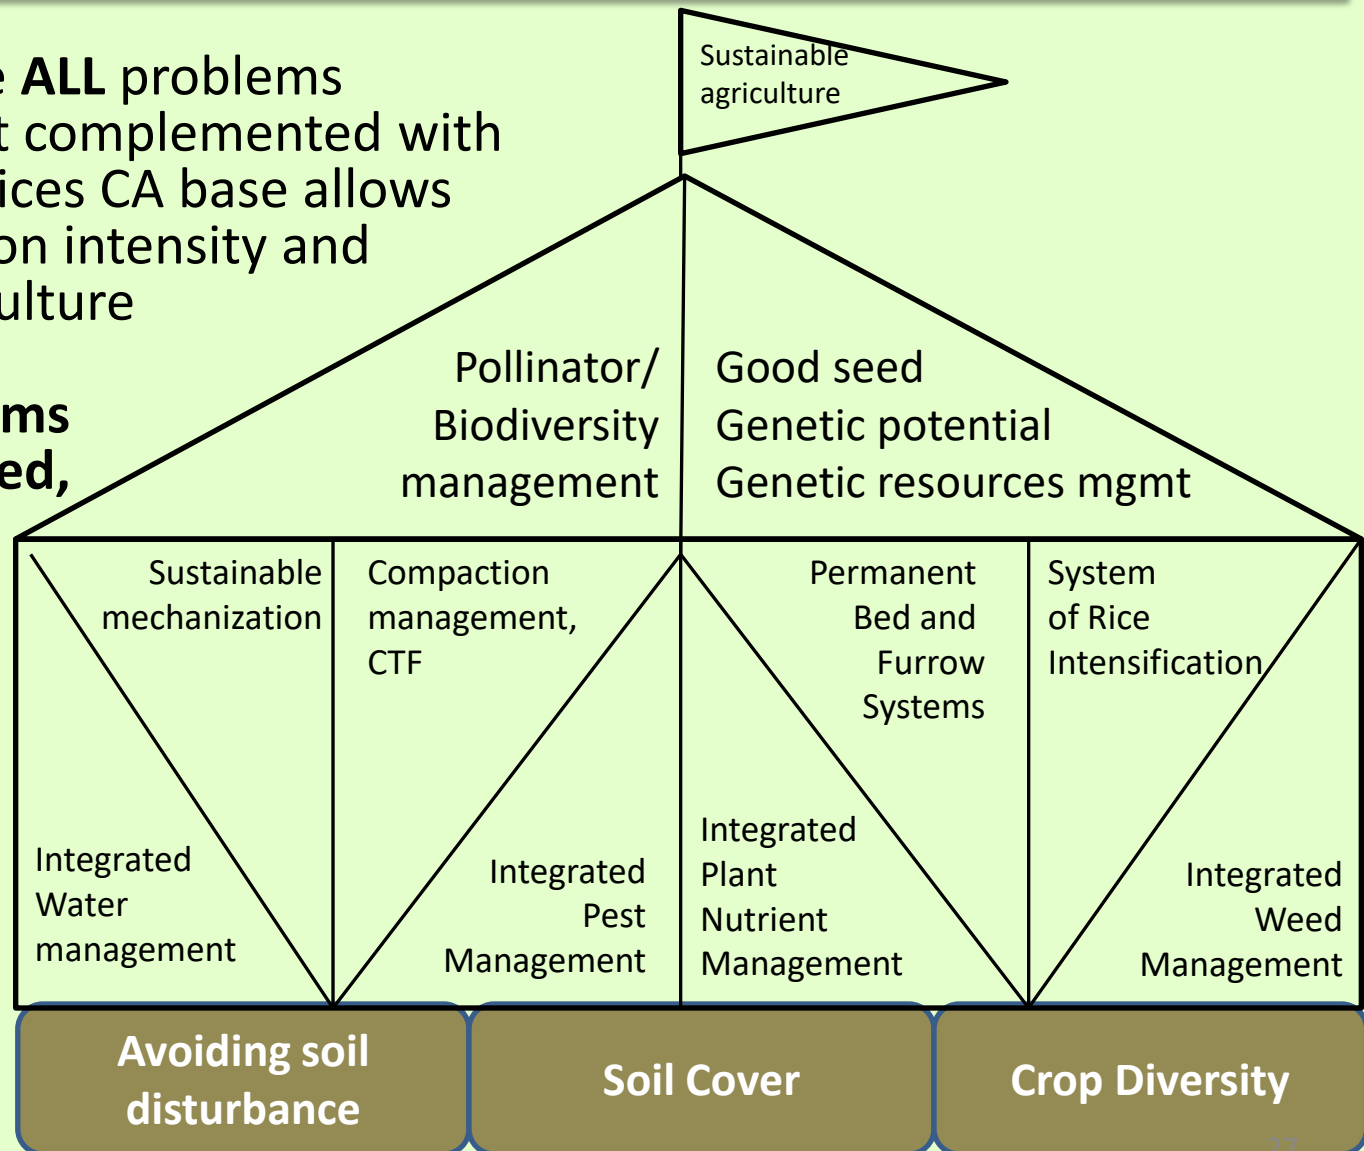 Sustainable
agriculture
ALL problems
t complemented with
ices CA base allows
on intensity and
ulture
ms
ed,
Pollinator/
Biodiversity
management
Good seed
Genetic potential
Genetic resources mgmt
Sustainable
mechanization
Compaction
management,
CTF
Permanent
Bed and
Furrow
Systems
System
of Rice
Intensification
Integrated
Water
management
Integrated
Pest
Management
Integrated
Plant
Nutrient
Management
Integrated
Weed
Management
Avoiding soil
disturbance
Soil Cover
Crop Diversity
27